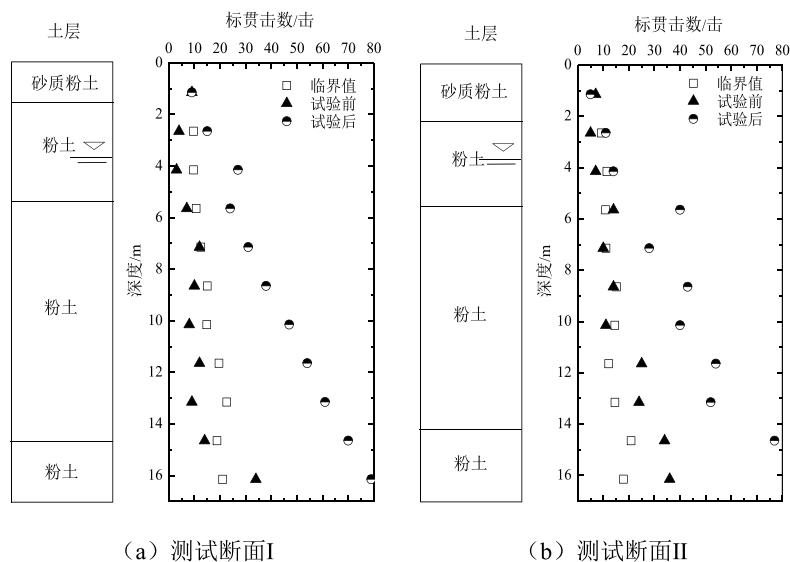 标贯击数/击
土层
0 10 20 30 40 50 60 70 80
0
2
4
6
8
10
12
14
16
深度/m
临界值
试验前
试验后
砂质粉土
粉土
粉土
粉土
(a) 测试断面I
标贯击数/击
土层
0 10 20 30 40 50 60 70 80
0
2
4
6
8
10
12
14
16
深度/m
临界值
试验前
试验后
砂质粉土
粉土
粉土
粉土
(b) 测试断面II